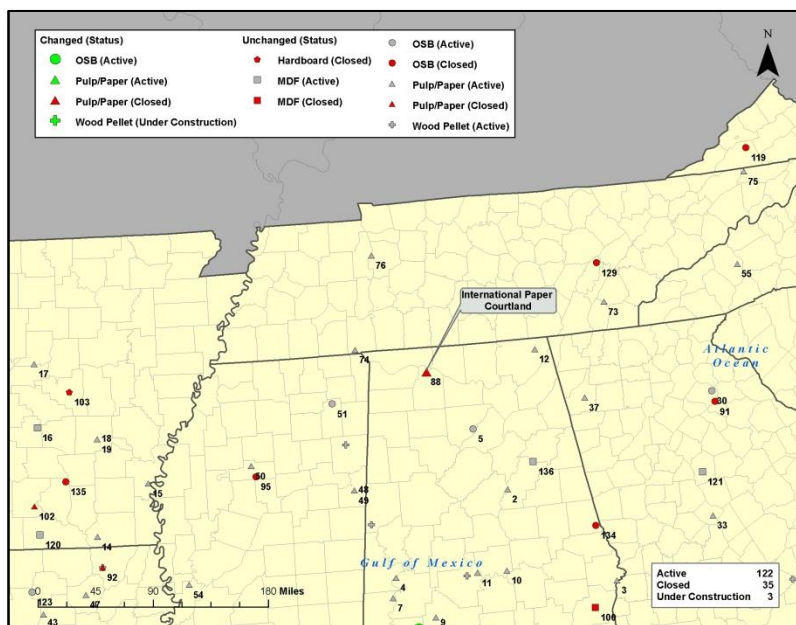 N
Changed (Status)
OSB (Active)
Pulp/Paper (Active)
Pulp/Paper (Closed)
Wood Pellet (Under Construction)
Unchanged (Status)
Hardboard (Closed)
MDF (Active)
MDF (Closed)
OSB (Active)
OSB (Closed)
Pulp/Paper (Active)
Pulp/Paper (Closed)
Wood Pellet (Active)
119
75
76
129
55
73
International Paper
Courtland
Atlantic
Ocean
74
12
17
88
103
37
30
51
91
16
5
18
19
136
50
121
135
95
45
48
2
49
102
33
134
120
14
Gulf of Mexico
92
10
11
4
3
Active 122
Closed 35
Under Construction 3
0 45 90 180 Miles
123
47
54
7
100
43
9